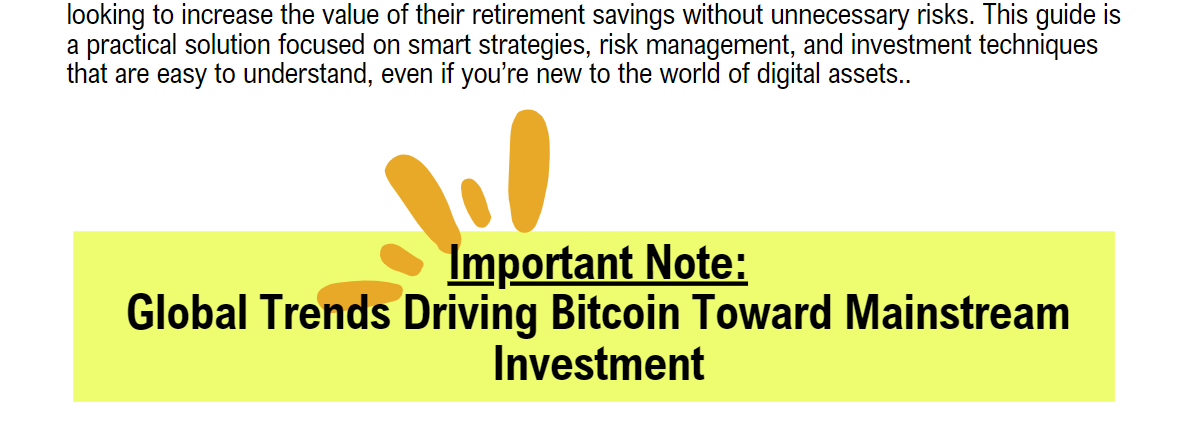 looking to increase the value of their retirement savings without unnecessary risks. This guide is
a practical solution focused on smart strategies, risk management, and investment techniques
that are easy to understand, even if you’re new to the world of digital assets..
Important Note:
Global Trends Driving Bitcoin Toward Mainstream
Investment